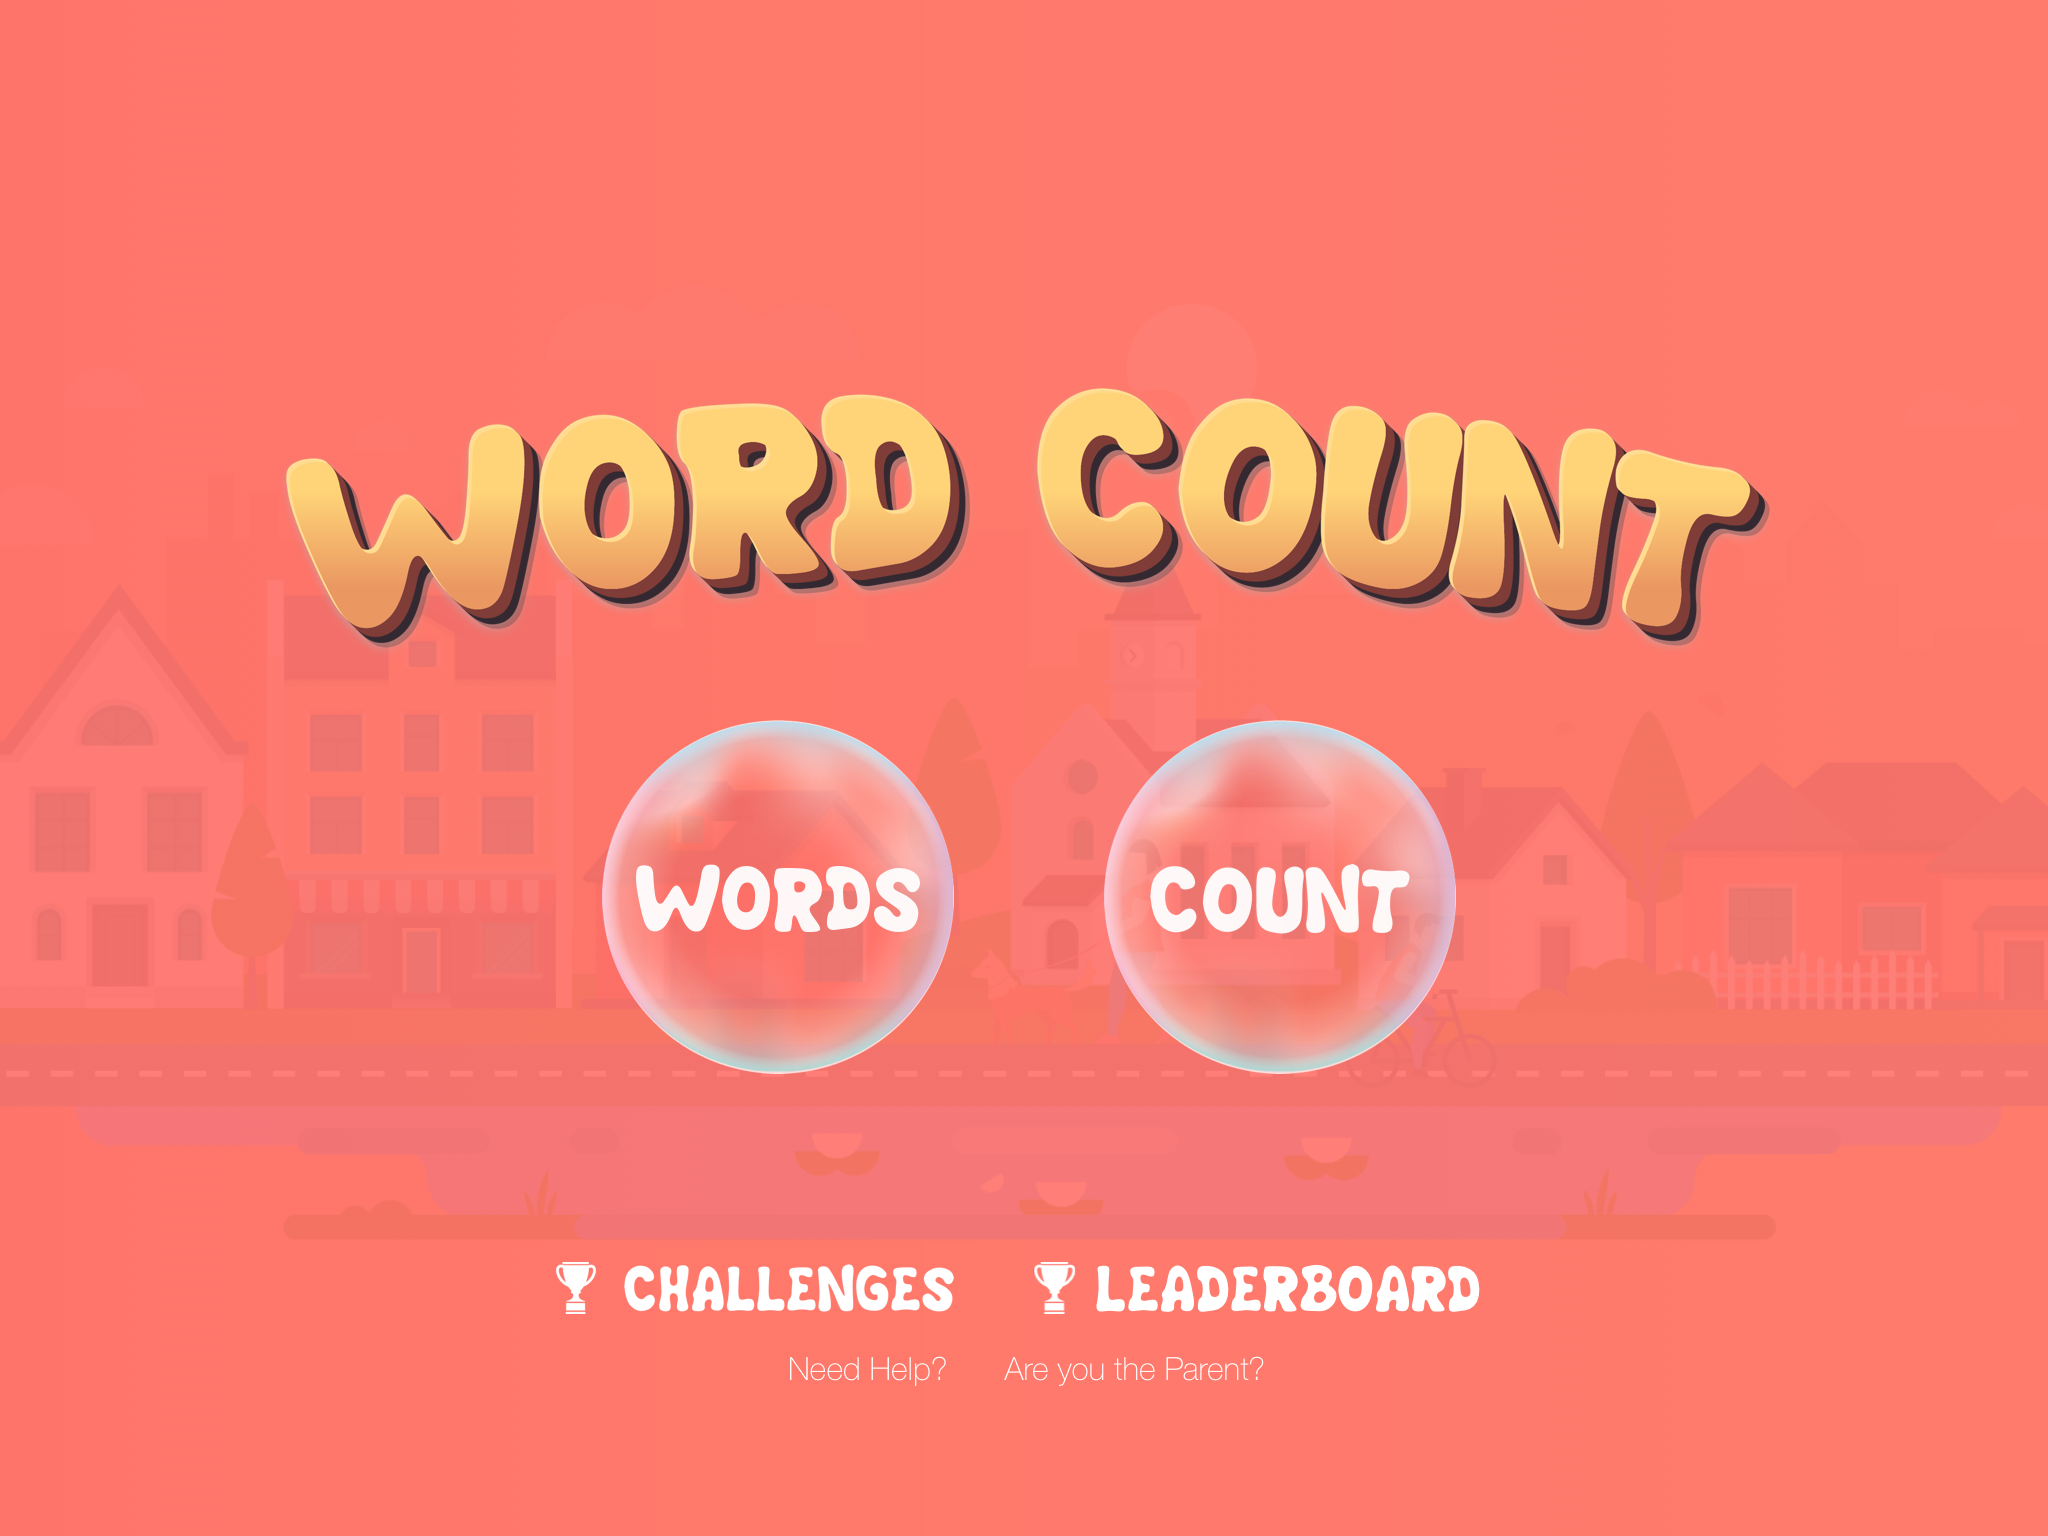 WORD COUNT
WORDS
COUNT
CHALLENGES
LEADERBOARD
Need Help?
Are you the Parent?